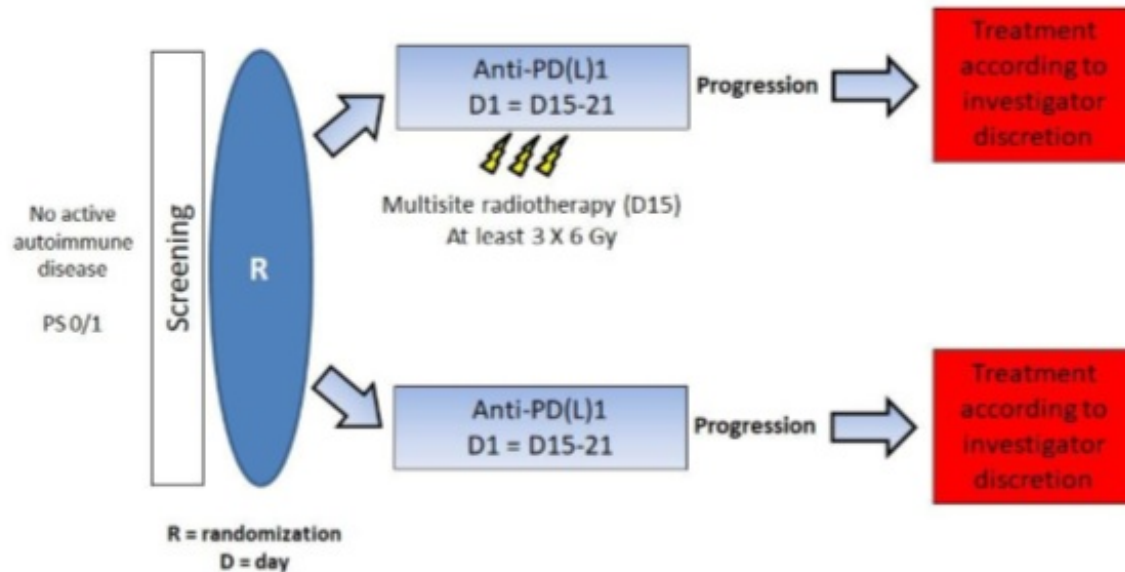 No active
autoimmune
disease
PS 0/1
Screening
R
Anti-PD(L)1
D1 = D15-21
Multisite radiotherapy (D15)
At least 3 X 6 Gy
Progression
Treatment
according to
investigator
discretion
Anti-PD(L)1
D1 = D15-21
Progression
Treatment
according to
investigator
discretion
R = randomization
D = day